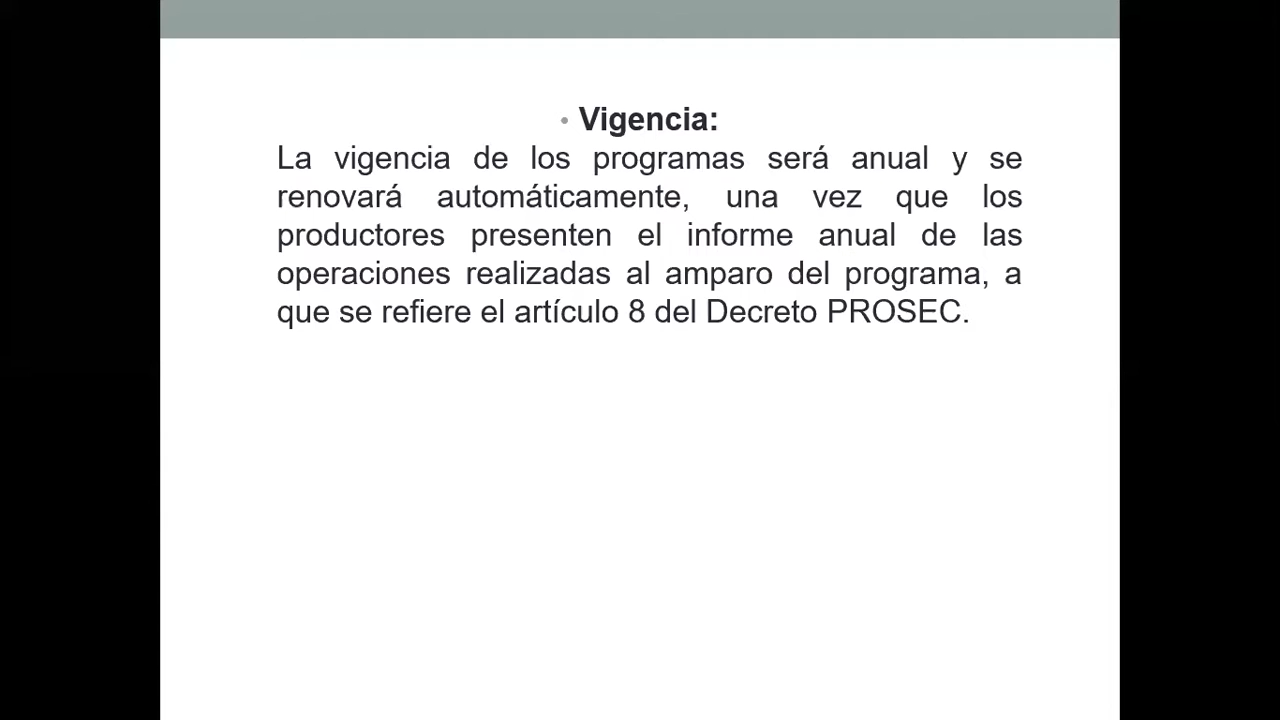 • Vigencia:
La vigencia de los programas será anual y se
renovará automáticamente, una vez que los
productores presenten el informe anual de las
operaciones realizadas al amparo del programa, a
que se refiere el artículo 8 del Decreto PROSEC.